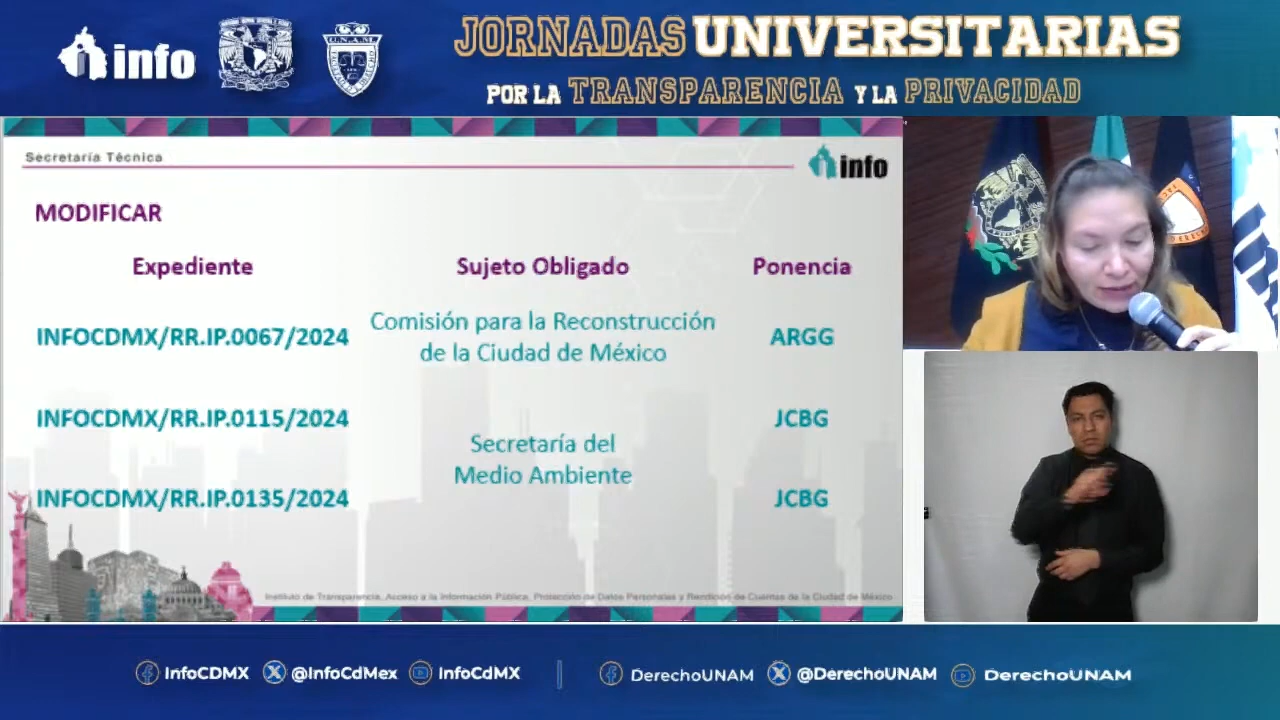 info
U.N.A.M.
JORNADAS UNIVERSITARIAS
POR LA TRANSPARENCIA Y LA PRIVACIDAD
Secretaría Técnica
info
MODIFICAR
Expediente Sujeto Obligado Ponencia
INFOCDMX/RR.IP.0067/2024 Comisión para la Reconstrucción de la Ciudad de México ARGG
INFOCDMX/RR.IP.0115/2024 JCBG
Secretaría del
Medio Ambiente
INFOCDMX/RR.IP.0135/2024 JCBG
Instituto de Transparencia, Acceso a la Información Pública, Protección de Datos Personales y Rendición de Cuentas de la Ciudad de México
InfoCDMX @InfoCdMex InfoCdMX DerechoUNAM @DerechoUNAM DerechoUNAM